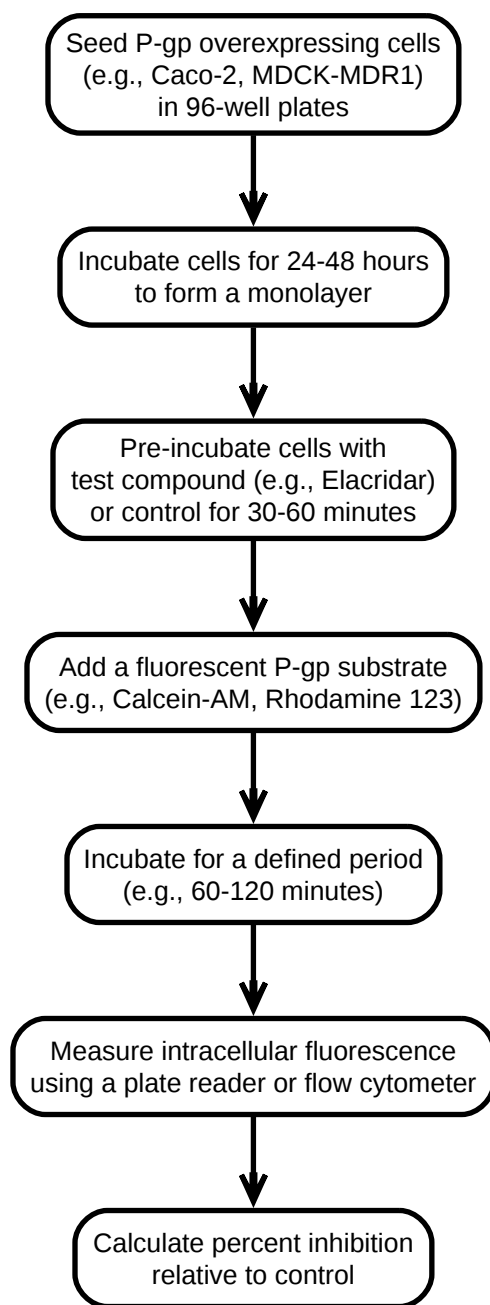 Seed P-gp overexpressing cells
(e.g., Caco-2, MDCK-MDR1)
in 96-well plates
Incubate cells for 24-48 hours
to form a monolayer
Pre-incubate cells with
test compound (e.g., Elacridar)
or control for 30-60 minutes
Add a fluorescent P-gp substrate
(e.g., Calcein-AM, Rhodamine 123)
Incubate for a defined period
(e.g., 60-120 minutes)
Measure intracellular fluorescence
using a plate reader or flow cytometer
Calculate percent inhibition
relative to control